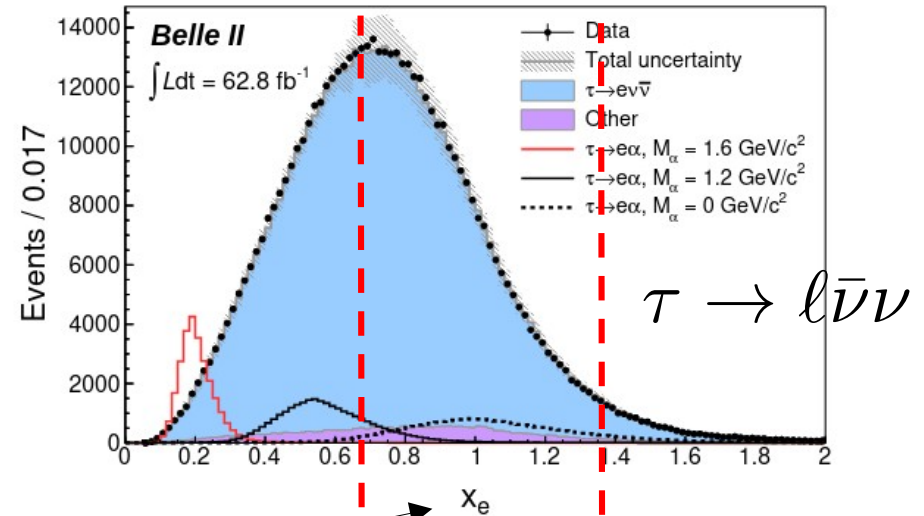 14000
12000
10000
8000
6000
4000
2000
0
Events / 0.017
Belle II
∫Ldt = 62.8 fb⁻¹
Data
Total uncertainty
τ→eνν̄
Other
τ→eα, Mα = 1.6 GeV/c²
τ→eα, Mα = 1.2 GeV/c²
τ→eα, Mα = 0 GeV/c²
τ → ℓν̄ν
0 0.2 0.4 0.6 0.8 1 1.2 1.4 1.6 1.8 2
xₑ